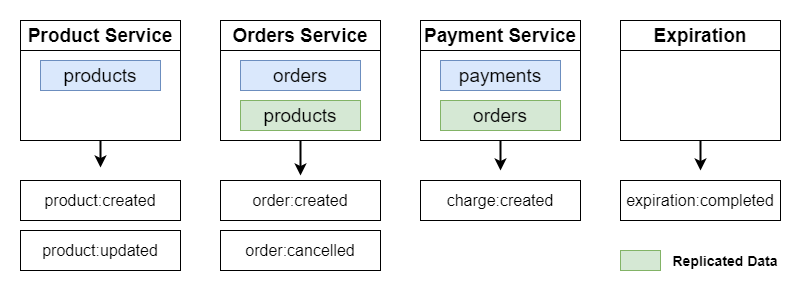 Product Service
products
product:created
product:updated
Orders Service
orders
products
order:created
order:cancelled
Payment Service
payments
orders
charge:created
Expiration
expiration:completed
Replicated Data